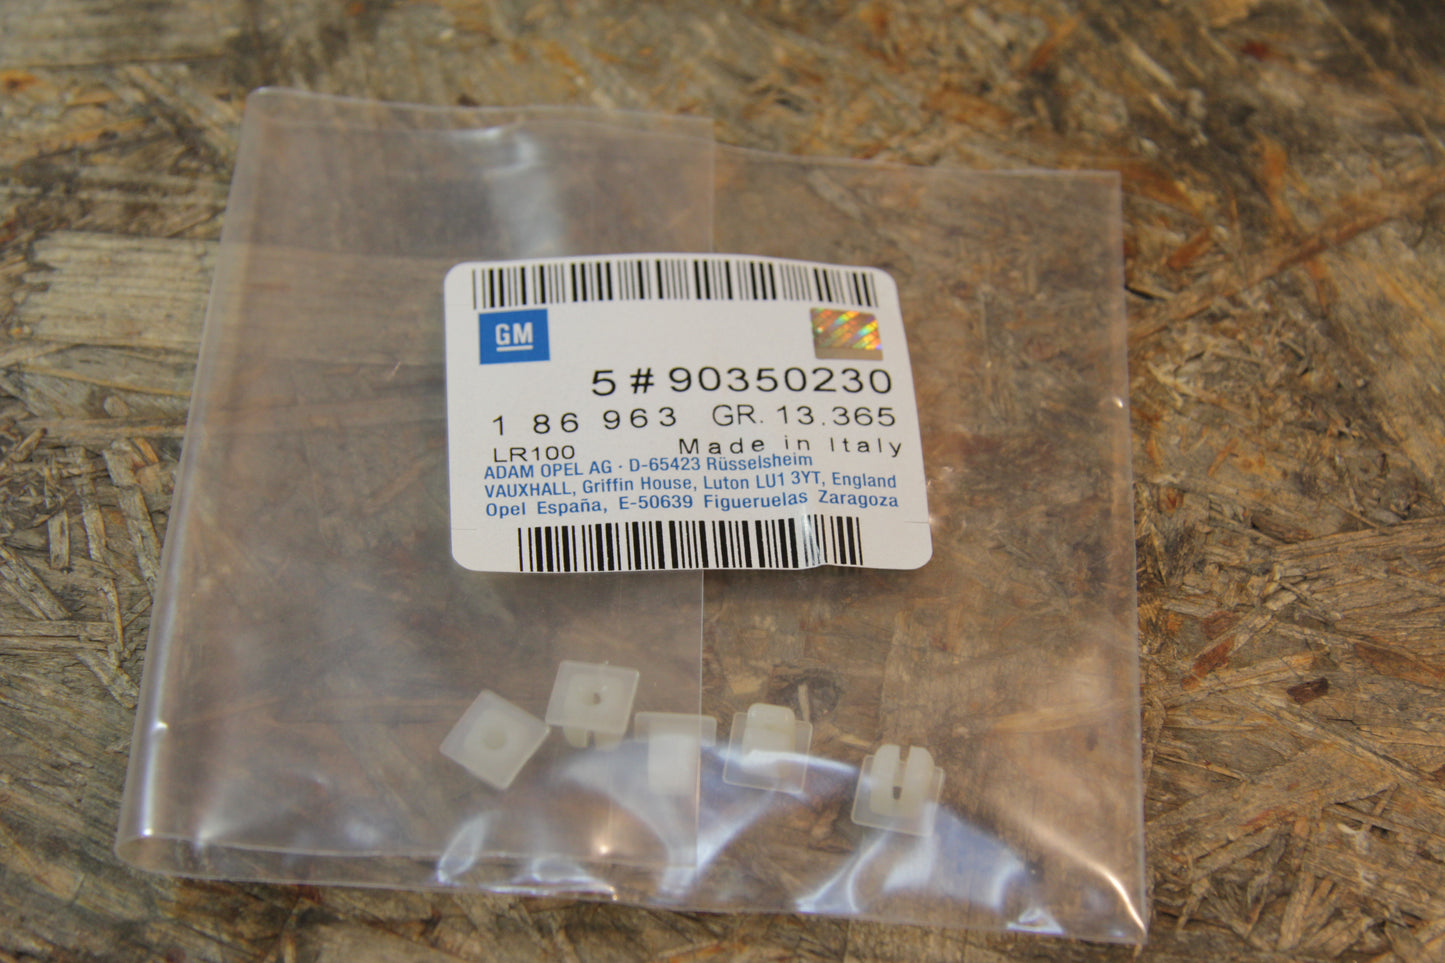 GM
5 # 90350230
1 86 963 GR. 13.365
LR100 Made in Italy
ADAM OPEL AG · D-65423 Rüsselsheim
VAUXHALL, Griffin House, Luton LU1 3YT, England
Opel España, E-50639 Figueruelas Zaragoza